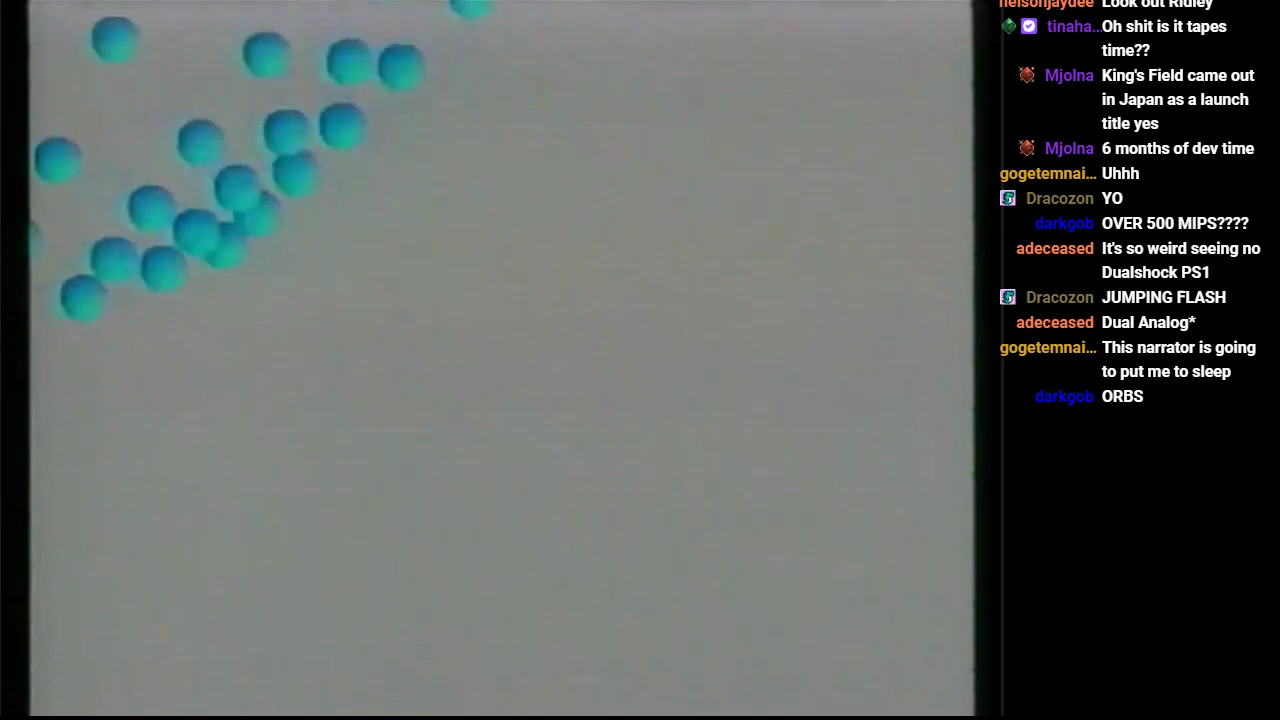 nelsonjaydee Look out Ridley
tinaha... Oh shit is it tapes
time??
Mjolna King's Field came out
in Japan as a launch
title yes
Mjolna 6 months of dev time
gogetemnai... Uhhh
Dracozon YO
darkgob OVER 500 MIPS????
adeceased It's so weird seeing no
Dualshock PS1
Dracozon JUMPING FLASH
adeceased Dual Analog*
gogetemnai... This narrator is going
to put me to sleep
darkgob ORBS